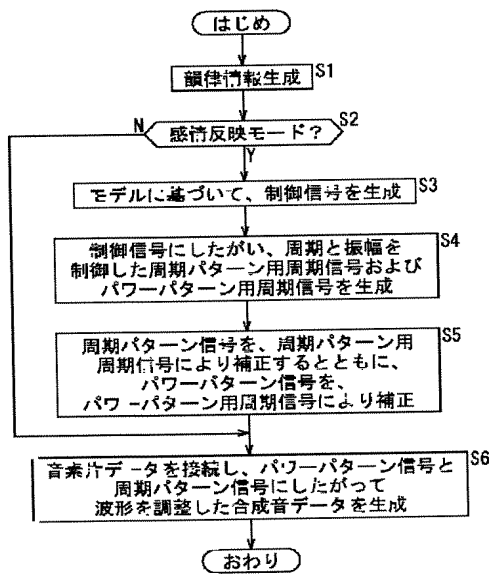 はじめ
韻律情報生成
S1
感情反映モード?
S2
N
Y
モデルに基づいて、制御信号を生成
S3
制御信号にしたがい、周期と振幅を
制御した周期パターン用周期信号および
パワーパターン用周期信号を生成
S4
周期パターン信号を、周期パターン用
周期信号により補正するとともに、
パワーパターン信号を、
パワーパターン用周期信号により補正
S5
音素片データを接続し、パワーパターン信号と
周期パターン信号にしたがって
波形を調整した合成音データを生成
S6
おわり